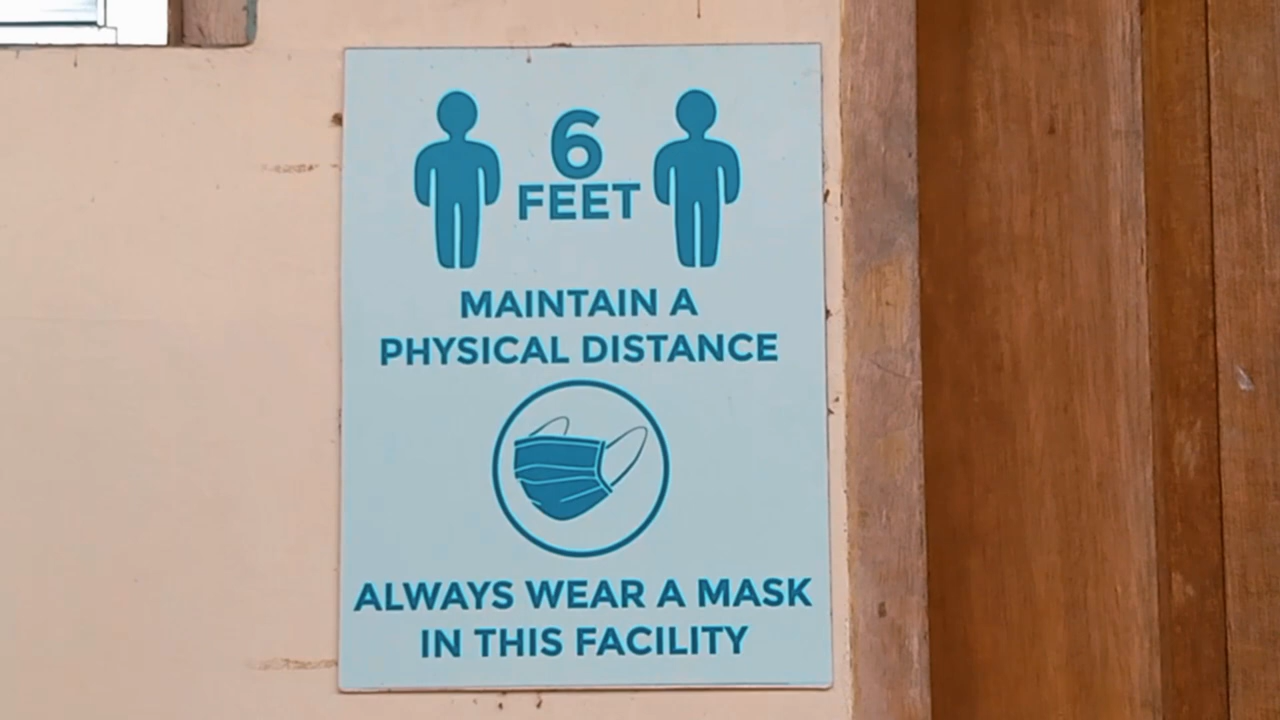 6
FEET
MAINTAIN A
PHYSICAL DISTANCE
ALWAYS WEAR A MASK
IN THIS FACILITY